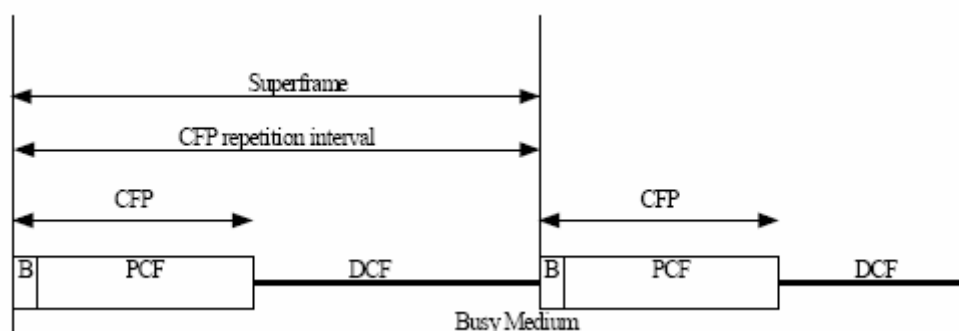 Superframe
CFP repetition interval
CFP CFP
B PCF DCF B PCF DCF
Busy Medium